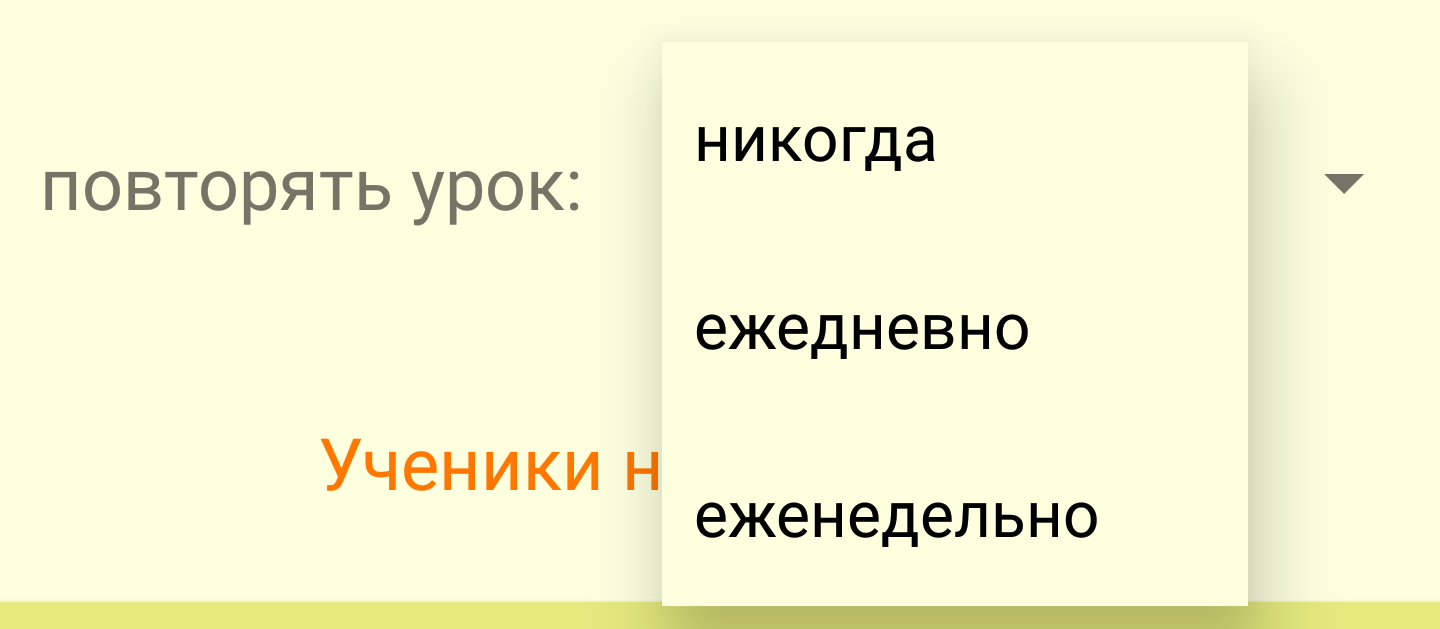 никогда
повторять урок:
ежедневно
Ученики н
еженедельно